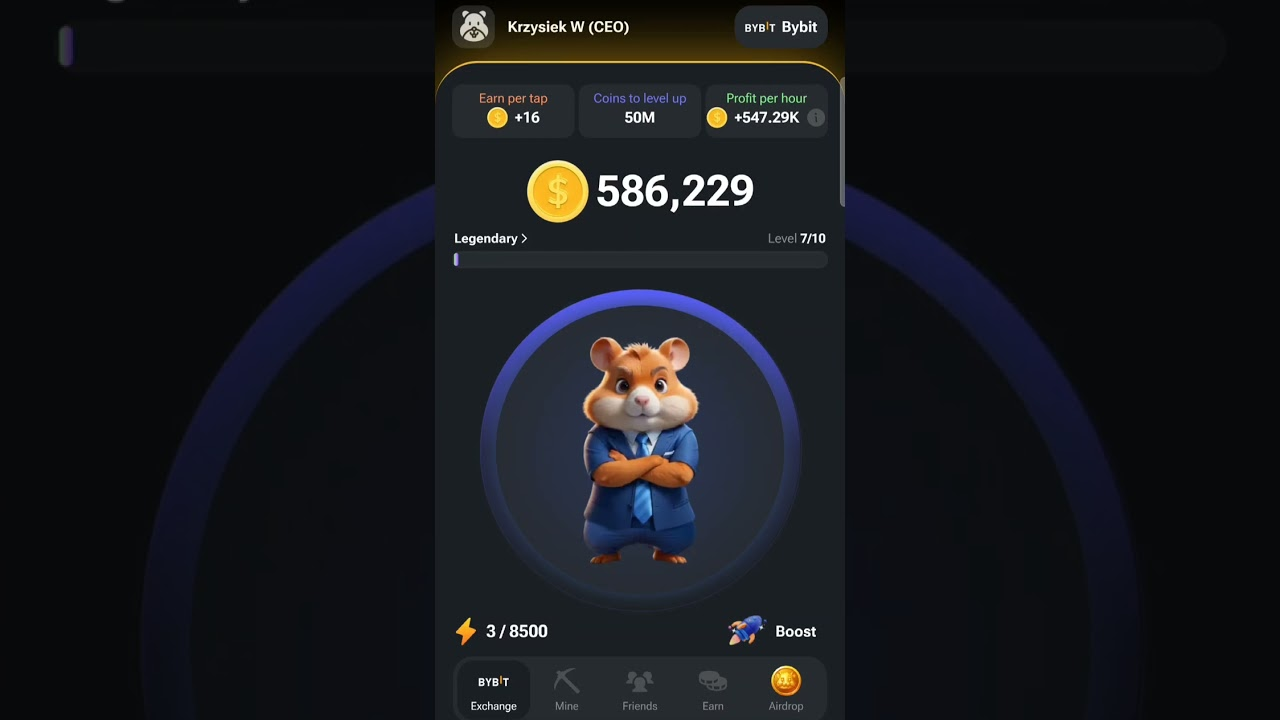 Krzysiek W (CEO)
BYBIT Bybit
Earn per tap
+16
Coins to level up
50M
Profit per hour
+547.29K
586,229
Legendary >
Level 7/10
3 / 8500
Boost
BYBIT
Exchange
Mine
Friends
Earn
Airdrop